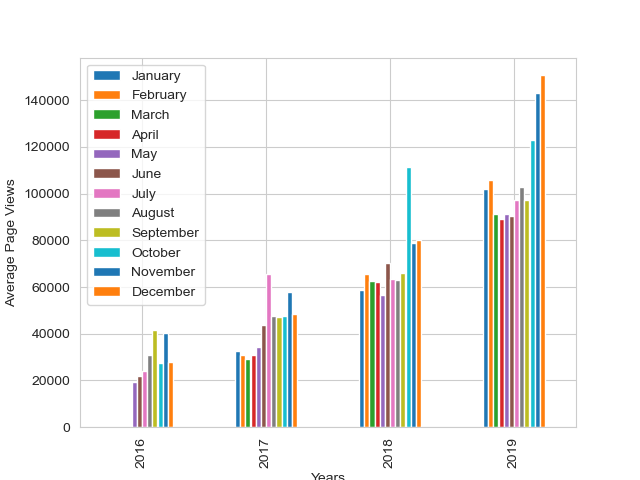 January
February
March
April
May
June
July
August
September
October
November
December
Average Page Views
140000
120000
100000
80000
60000
40000
20000
0
2016
2017
2018
2019
Years